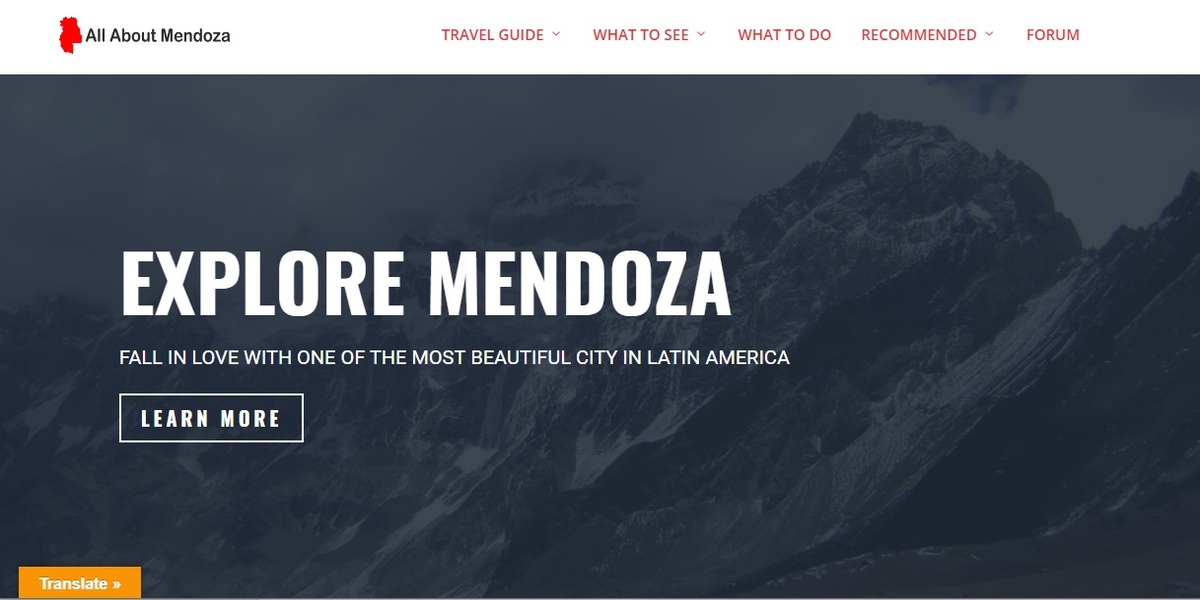 All About Mendoza
TRAVEL GUIDE WHAT TO SEE WHAT TO DO RECOMMENDED FORUM
EXPLORE MENDOZA
FALL IN LOVE WITH ONE OF THE MOST BEAUTIFUL CITY IN LATIN AMERICA
LEARN MORE
Translate »